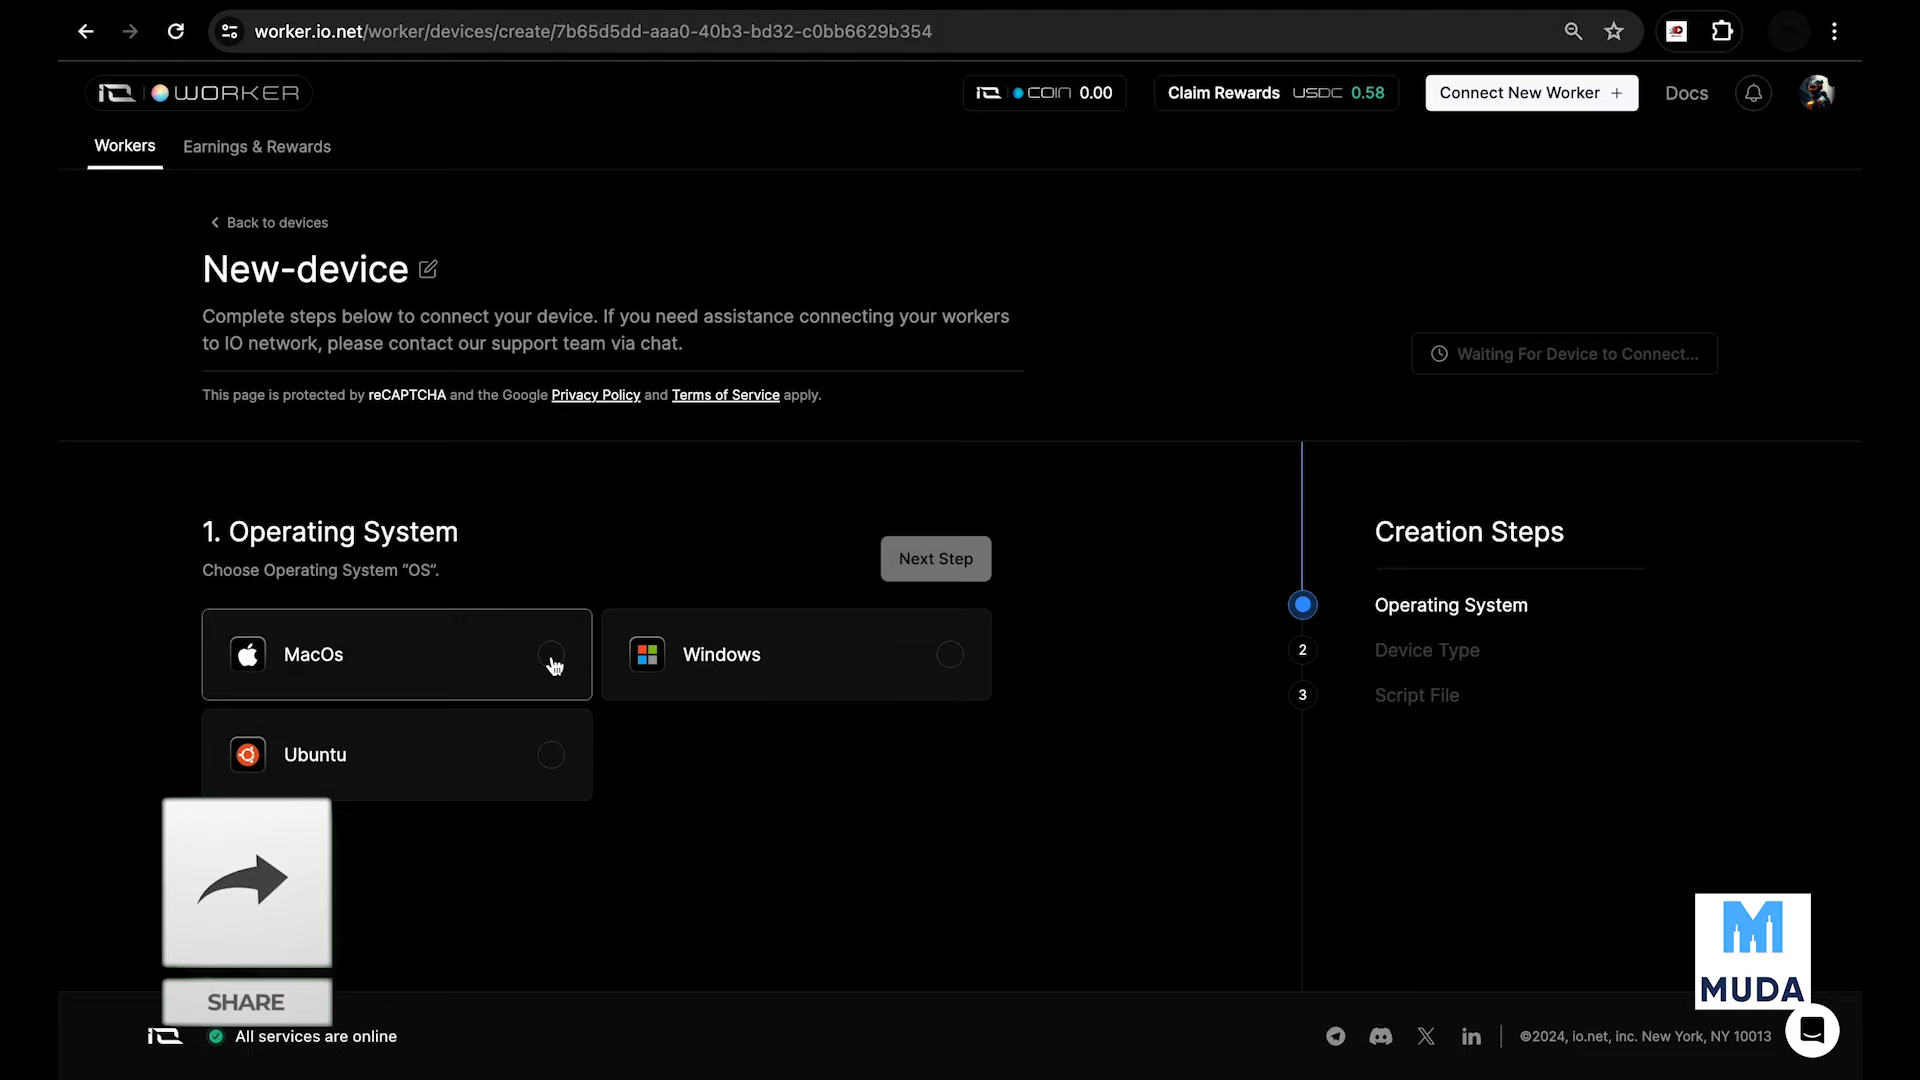 worker.io.net/worker/devices/create/7b65d5dd-aaa0-40b3-bd32-c0bb6629b354
IO WORKER
IO COIN 0.00
Claim Rewards USDC 0.58
Connect New Worker +
Docs
Workers
Earnings & Rewards
Back to devices
New-device
Complete steps below to connect your device. If you need assistance connecting your workers
to IO network, please contact our support team via chat.
Waiting For Device to Connect...
This page is protected by reCAPTCHA and the Google Privacy Policy and Terms of Service apply.
1. Operating System
Choose Operating System “OS”.
Next Step
MacOs
Windows
Ubuntu
Creation Steps
Operating System
2 Device Type
3 Script File
SHARE
MUDA
IO
All services are online
©2024, io.net, inc. New York, NY 10013